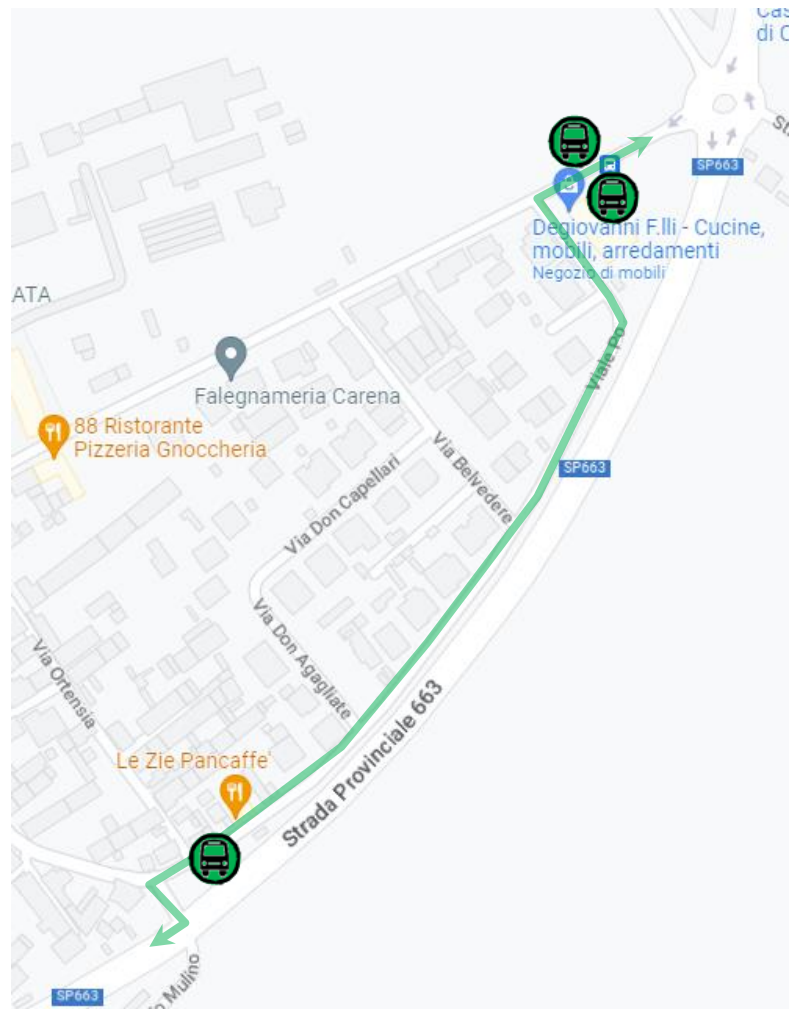 Cas
di C
SP663
Degiovanni F.lli - Cucine,
mobili, arredamenti
Negozio di mobili
ATA
Viale Po
Falegnameria Carena
88 Ristorante
Pizzeria Gnoccheria
Via Belvedere
SP663
Via Don Capellari
Via Don Agagliate
Via Ortensia
Strada Provinciale 663
Le Zie Pancaffe'
Mulino
SP663